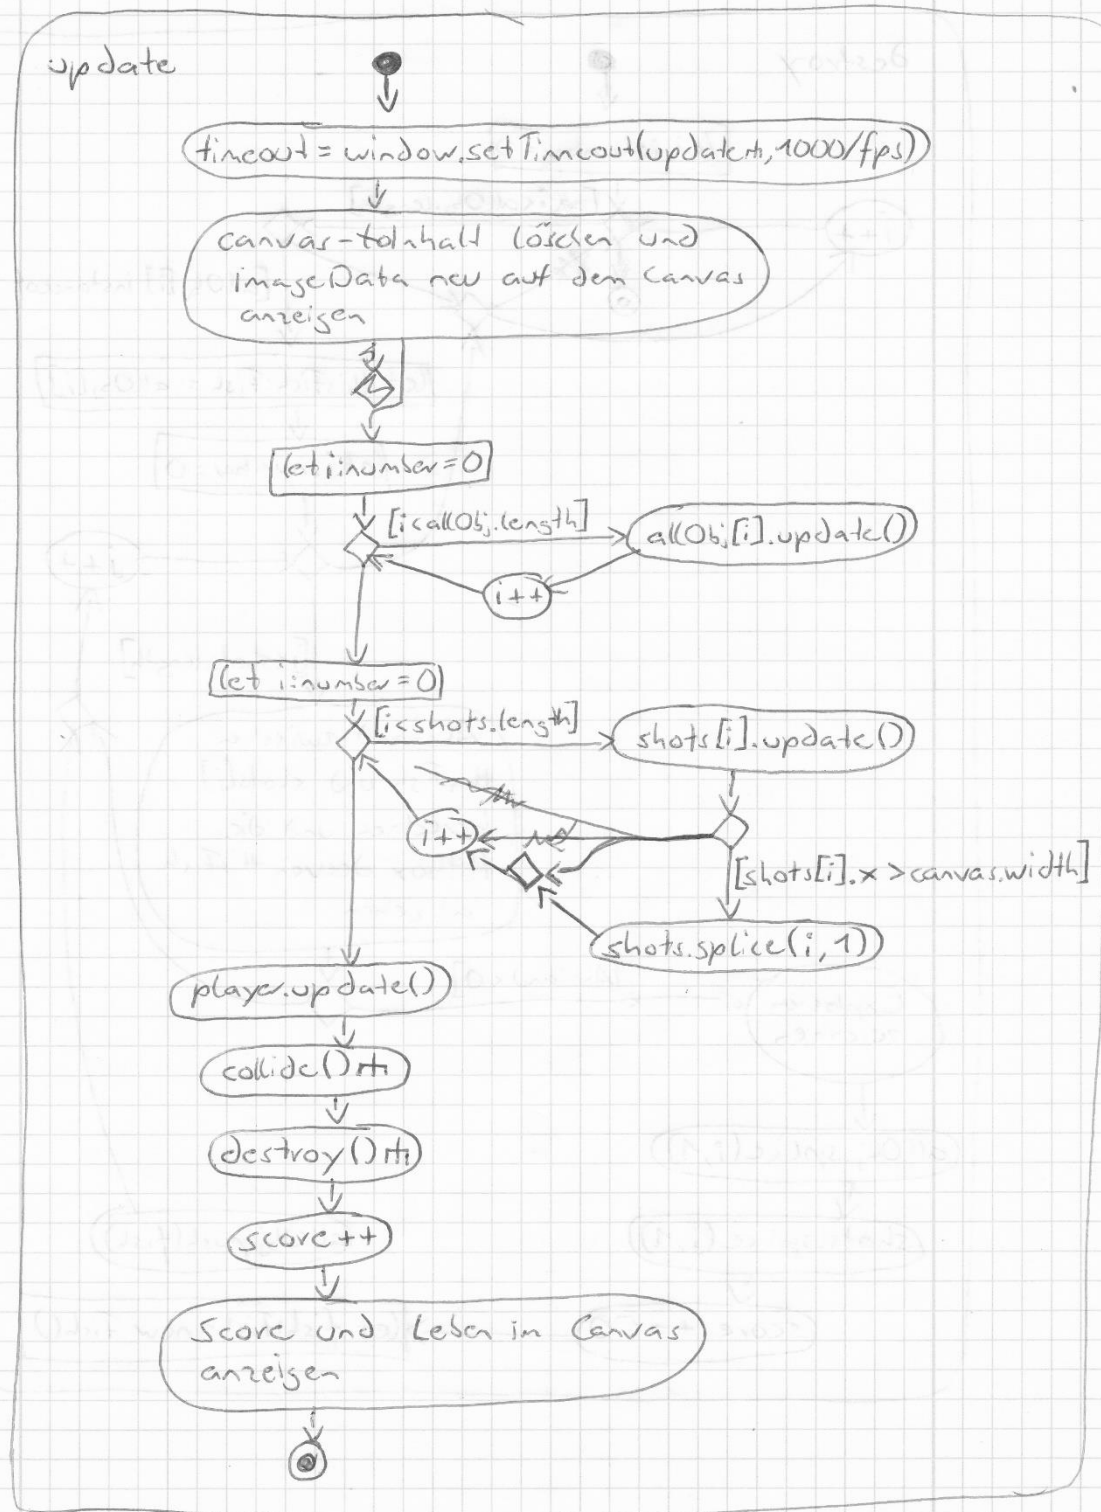 update
timeout = window.setTimeout(update, 1000/fps)
löschen und
imageData neu auf dem Canvas
anzeigen
let i:number=0
[i<allObj.length]
allObj[i].update()
i++
let i:number=0
[i<shots.length]
shots[i].update()
i++
[shots[i].x >canvas.width]
shots.splice(i,1)
player.update()
collide()
destroy()
score++
Score und Leben im Canvas
anzeigen